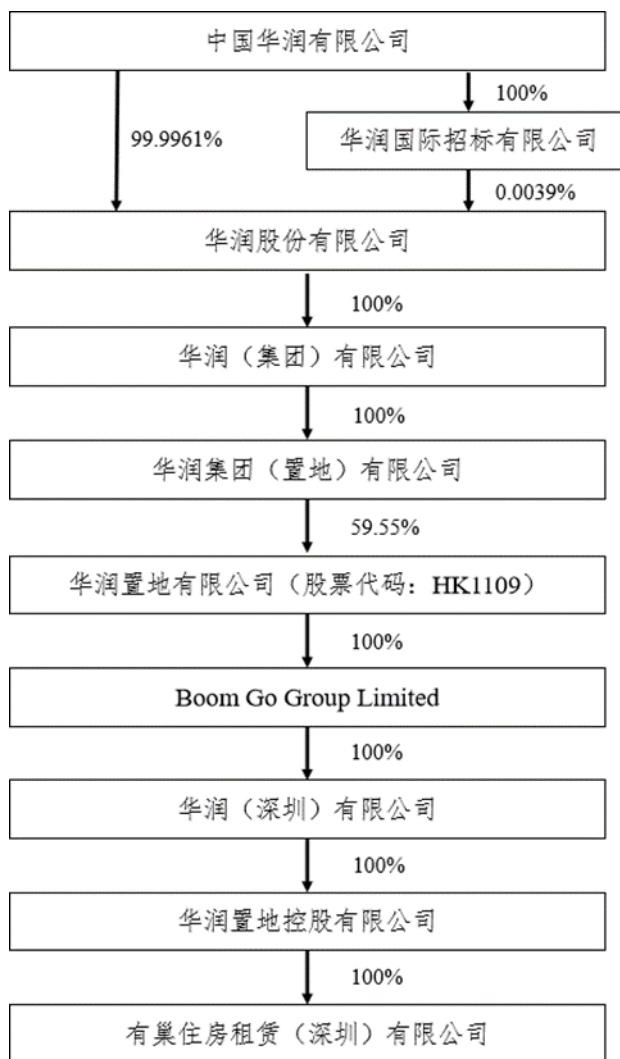 中国华润有限公司
100%
99.9961%
华润国际招标有限公司
0.0039%
华润股份有限公司
100%
华润（集团）有限公司
100%
华润集团（置地）有限公司
59.55%
华润置地有限公司（股票代码：HK1109）
100%
Boom Go Group Limited
100%
华润（深圳）有限公司
100%
华润置地控股有限公司
100%
有巢住房租赁（深圳）有限公司